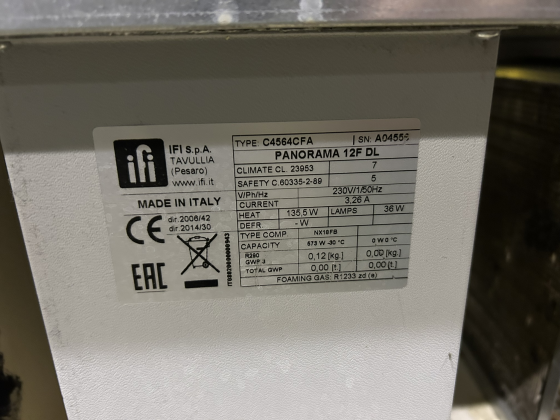 ifi
IFI S.p.A.
TAVULLIA
(Pesaro)
www.ifi.it
MADE IN ITALY
CE
dir.2006/42
dir.2014/30
EAC
TYPE: C4564CFA SN: A04556
PANORAMA 12F DL
CLIMATE CL. 23953 7
SAFETY C.60335-2-89 5
V/Ph/Hz 230V/1/50Hz
CURRENT 3,26 A
HEAT 135,5 W LAMPS 36 W
DEFR. - W
TYPE COMP. NX18FB
CAPACITY 573 W -30 °C 0 W 0 °C
R290
GWP 3 0,12 [kg.] 0,00 [kg.]
TOTAL GWP 0,00 [t.] 0,00 [t.]
FOAMING GAS: R1233 zd (e)